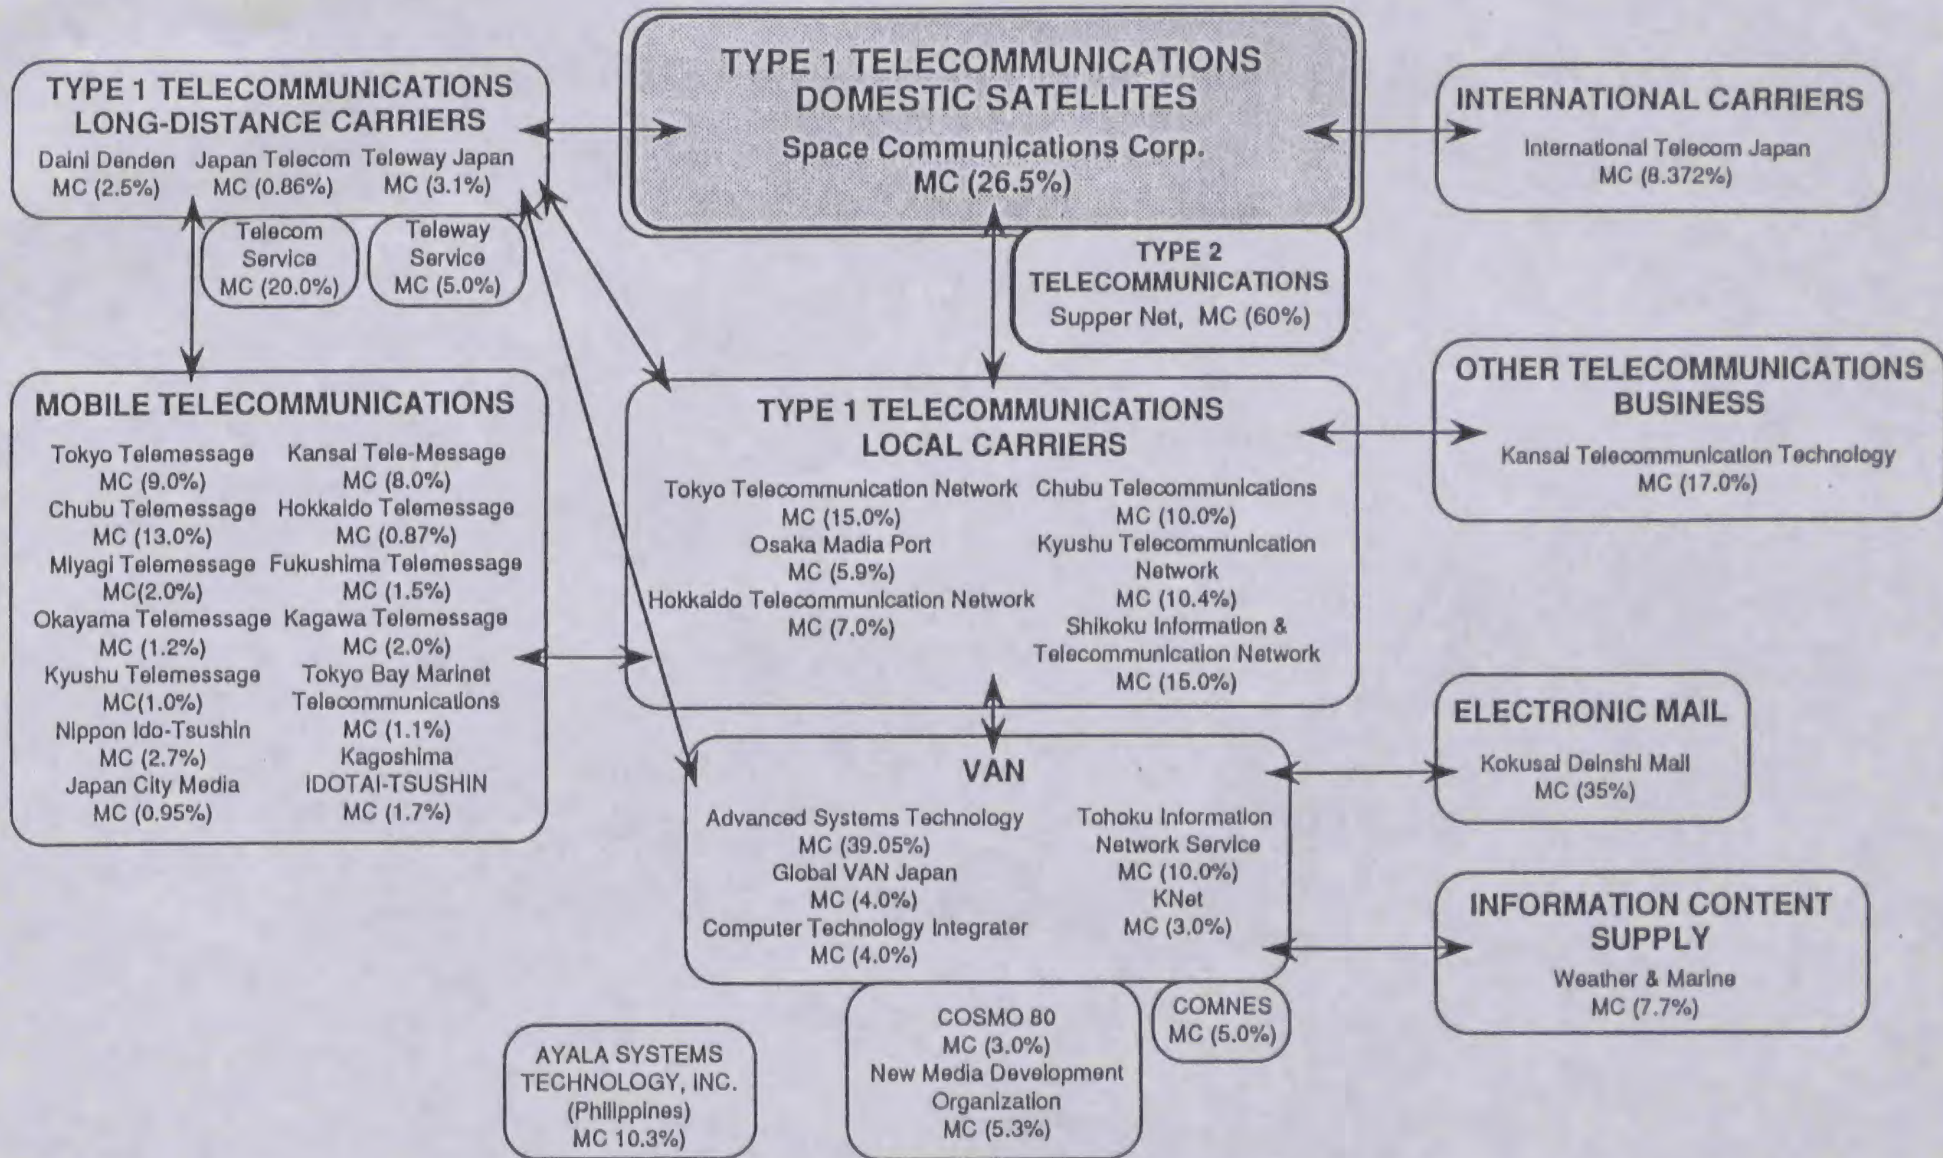 TYPE 1 TELECOMMUNICATIONS
LONG-DISTANCE CARRIERS
Daini Denden Japan Telecom Teleway Japan
MC (2.5%) MC (0.86%) MC (3.1%)
Telecom
Service
MC (20.0%)
Teleway
Service
MC (5.0%)
TYPE 1 TELECOMMUNICATIONS
DOMESTIC SATELLITES
Space Communications Corp.
MC (26.5%)
TYPE 2
TELECOMMUNICATIONS
Supper Net, MC (60%)
INTERNATIONAL CARRIERS
International Telecom Japan
MC (8.372%)
MOBILE TELECOMMUNICATIONS
Tokyo Telemessage
MC (9.0%)
Chubu Telemessage
MC (13.0%)
Miyagi Telemessage
MC(2.0%)
Okayama Telemessage
MC (1.2%)
Kyushu Telemessage
MC(1.0%)
Nippon Ido-Tsushin
MC (2.7%)
Japan City Media
MC (0.95%)
Kansai Tele-Message
MC (8.0%)
Hokkaido Telemessage
MC (0.87%)
Fukushima Telemessage
MC (1.5%)
Kagawa Telemessage
MC (2.0%)
Tokyo Bay Marinet
Telecommunications
MC (1.1%)
Kagoshima
IDOTAI-TSUSHIN
MC (1.7%)
TYPE 1 TELECOMMUNICATIONS
LOCAL CARRIERS
Tokyo Telecommunication Network
MC (15.0%)
Osaka Madia Port
MC (5.9%)
Hokkaido Telecommunication Network
MC (7.0%)
Chubu Telecommunications
MC (10.0%)
Kyushu Telecommunication
Network
MC (10.4%)
Shikoku Information &
Telecommunication Network
MC (15.0%)
OTHER TELECOMMUNICATIONS
BUSINESS
Kansai Telecommunication Technology
MC (17.0%)
VAN
Advanced Systems Technology
MC (39.05%)
Global VAN Japan
MC (4.0%)
Computer Technology Integrater
MC (4.0%)
Tohoku Information
Network Service
MC (10.0%)
KNet
MC (3.0%)
ELECTRONIC MAIL
Kokusai Deinshi Mail
MC (35%)
INFORMATION CONTENT
SUPPLY
Weather & Marine
MC (7.7%)
AYALA SYSTEMS
TECHNOLOGY, INC.
(Philippines)
MC 10.3%)
COSMO 80
MC (3.0%)
New Media Development
Organization
MC (5.3%)
COMNES
MC (5.0%)